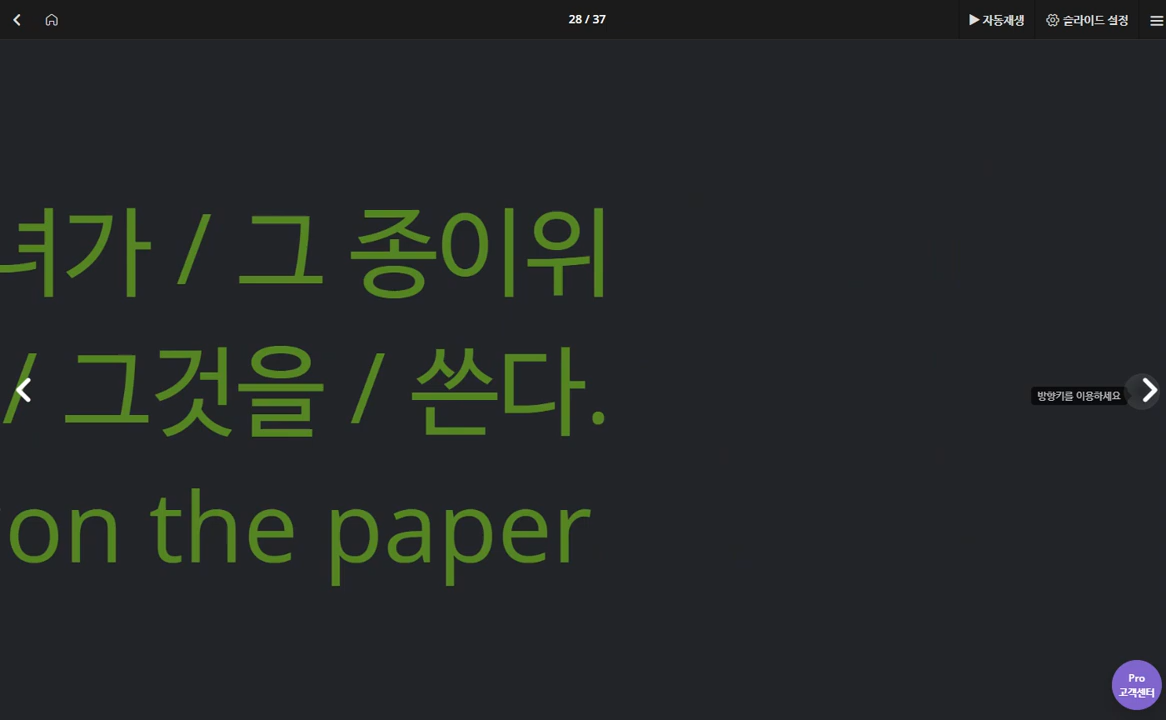 28 / 37
자동재생
슬라이드 설정
가 / 그 종이위
/ 그것을 / 쓴다.
방향키를 이용하세요
on the paper
Pro
고객센터